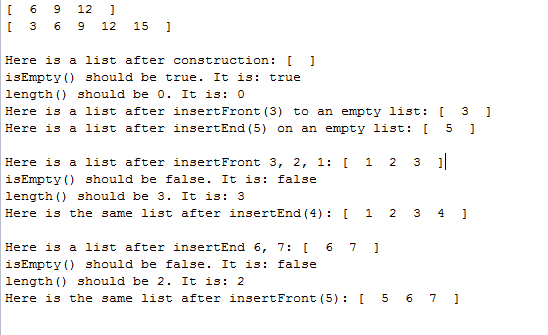 [  6  9  12  ]
[  3  6  9  12  15  ]
Here is a list after construction: [  ]
isEmpty() should be true. It is: true
length() should be 0. It is: 0
Here is a list after insertFront(3) to an empty list: [  3  ]
Here is a list after insertEnd(5) on an empty list: [  5  ]
Here is a list after insertFront 3, 2, 1: [  1  2  3  ]
isEmpty() should be false. It is: false
length() should be 3. It is: 3
Here is the same list after insertEnd(4): [  1  2  3  4  ]
Here is a list after insertEnd 6, 7: [  6  7  ]
isEmpty() should be false. It is: false
length() should be 2. It is: 2
Here is the same list after insertFront(5): [  5  6  7  ]